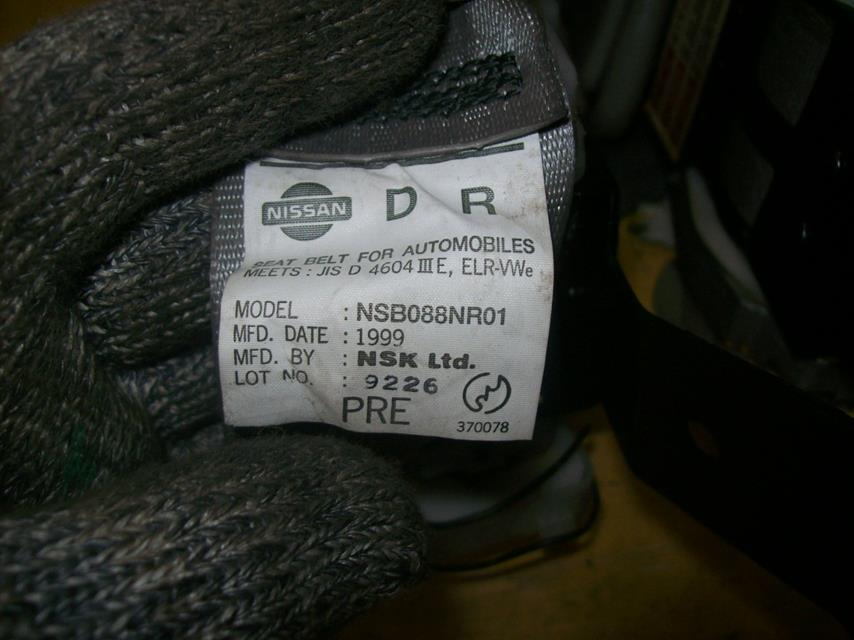 NISSAN D R
SEAT BELT FOR AUTOMOBILES
MEETS : JIS D 4604 III E, ELR-VWe
MODEL : NSB088NR01
MFD. DATE : 1999
MFD. BY : NSK Ltd.
LOT NO. : 9226
PRE
370078